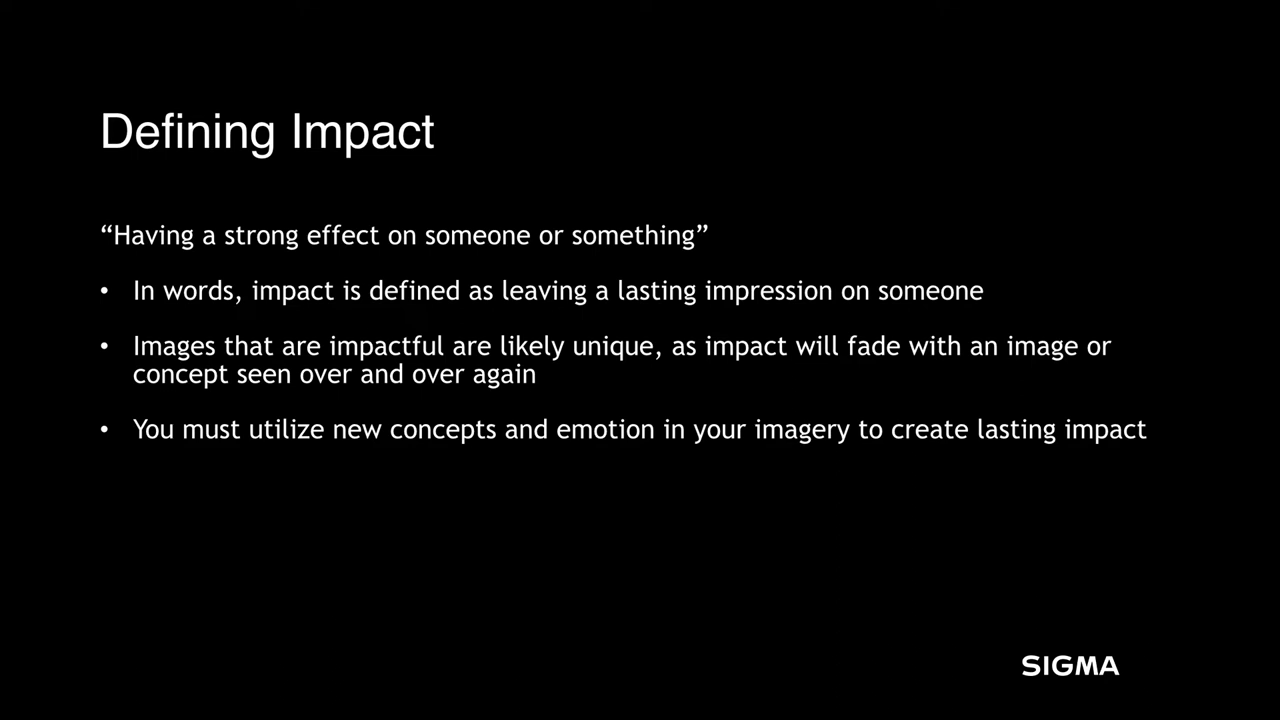 Defining Impact
“Having a strong effect on someone or something”
• In words, impact is defined as leaving a lasting impression on someone
• Images that are impactful are likely unique, as impact will fade with an image or
concept seen over and over again
• You must utilize new concepts and emotion in your imagery to create lasting impact
SIGMA